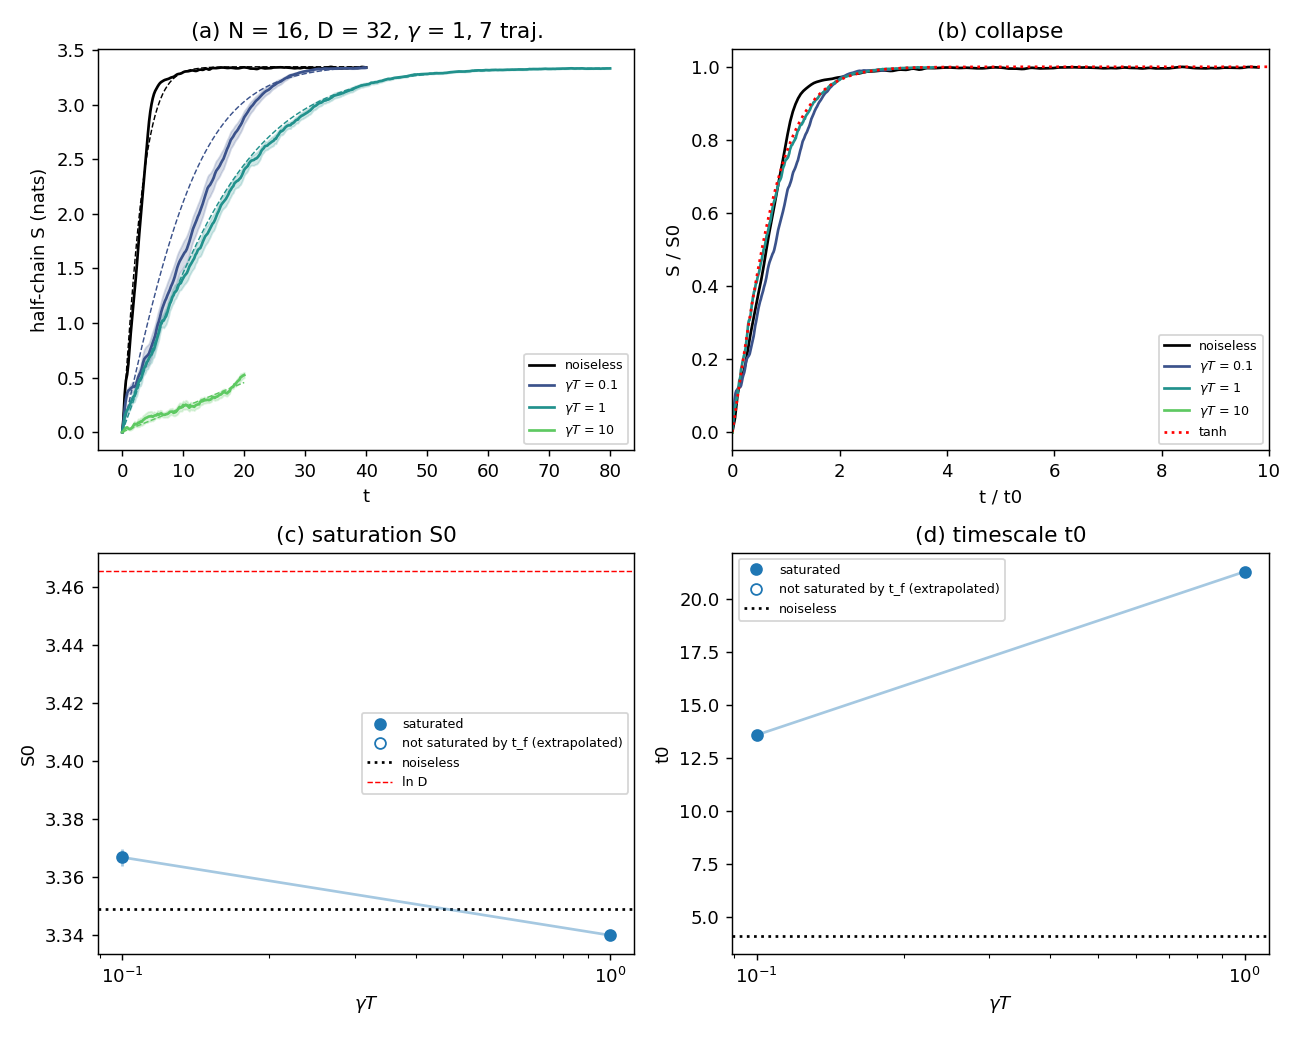 (a) N = 16, D = 32, γ = 1, 7 traj.
half-chain S (nats)
3.5
3.0
2.5
2.0
1.5
1.0
0.5
0.0
noiseless
γT = 0.1
γT = 1
γT = 10
0 10 20 30 40 50 60 70 80
t
(b) collapse
S / S0
1.0
0.8
0.6
0.4
0.2
0.0
noiseless
γT = 0.1
γT = 1
γT = 10
tanh
0 2 4 6 8 10
t / t0
(c) saturation S0
S0
3.46
3.44
3.42
3.40
3.38
3.36
3.34
saturated
not saturated by t_f (extrapolated)
noiseless
ln D
10⁻¹ 10⁰
γT
(d) timescale t0
t0
20.0
17.5
15.0
12.5
10.0
7.5
5.0
saturated
not saturated by t_f (extrapolated)
noiseless
10⁻¹ 10⁰
γT